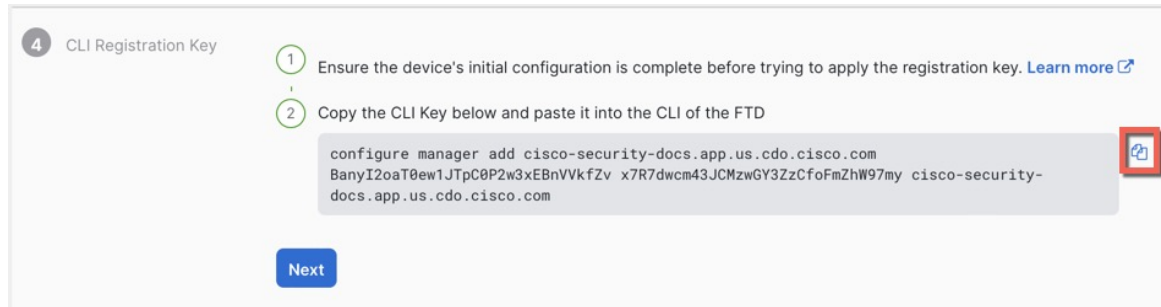 4 CLI Registration Key
1 Ensure the device's initial configuration is complete before trying to apply the registration key. Learn more
2 Copy the CLI Key below and paste it into the CLI of the FTD
configure manager add cisco-security-docs.app.us.cdo.cisco.com
BanyI2oaT0ew1JTpC0P2w3xEBnVVkfZv x7R7dwcm43JCMzwGY3ZzCfoFmZhW97my cisco-security-
docs.app.us.cdo.cisco.com
Next